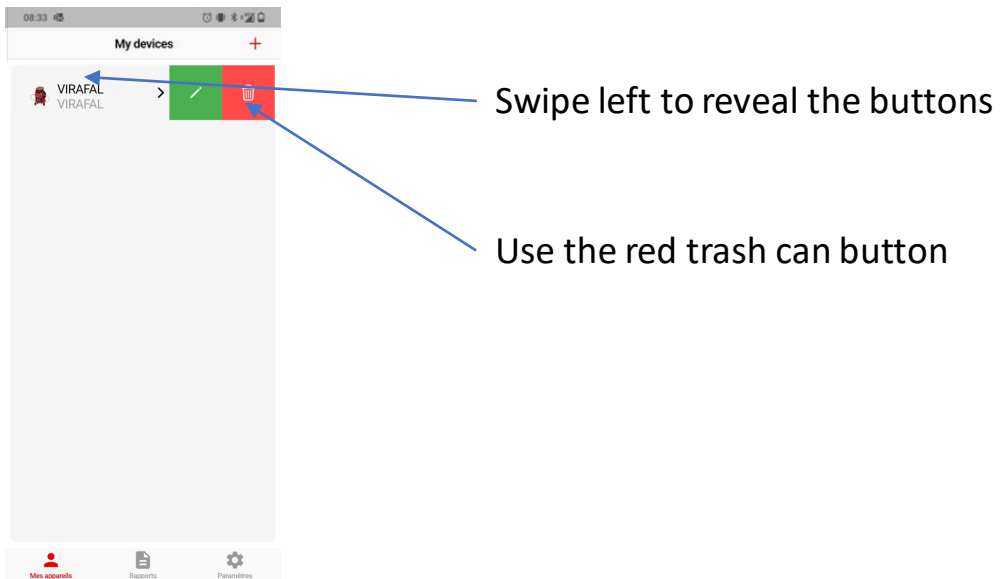 08:33
My devices
+
VIRAFAL
VIRAFAL
Swipe left to reveal the buttons
Use the red trash can button
Mes appareils
Rapports
Paramètres